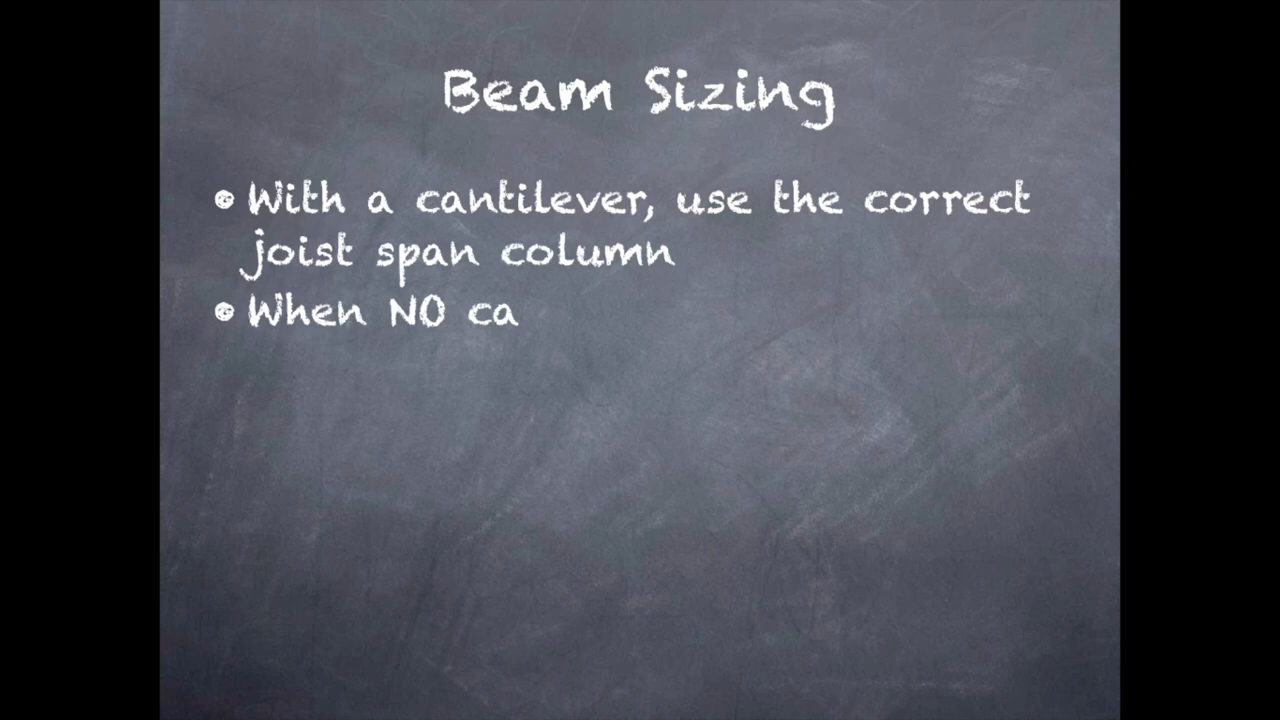 Beam Sizing
• With a cantilever, use the correct
joist span column
• When NO ca